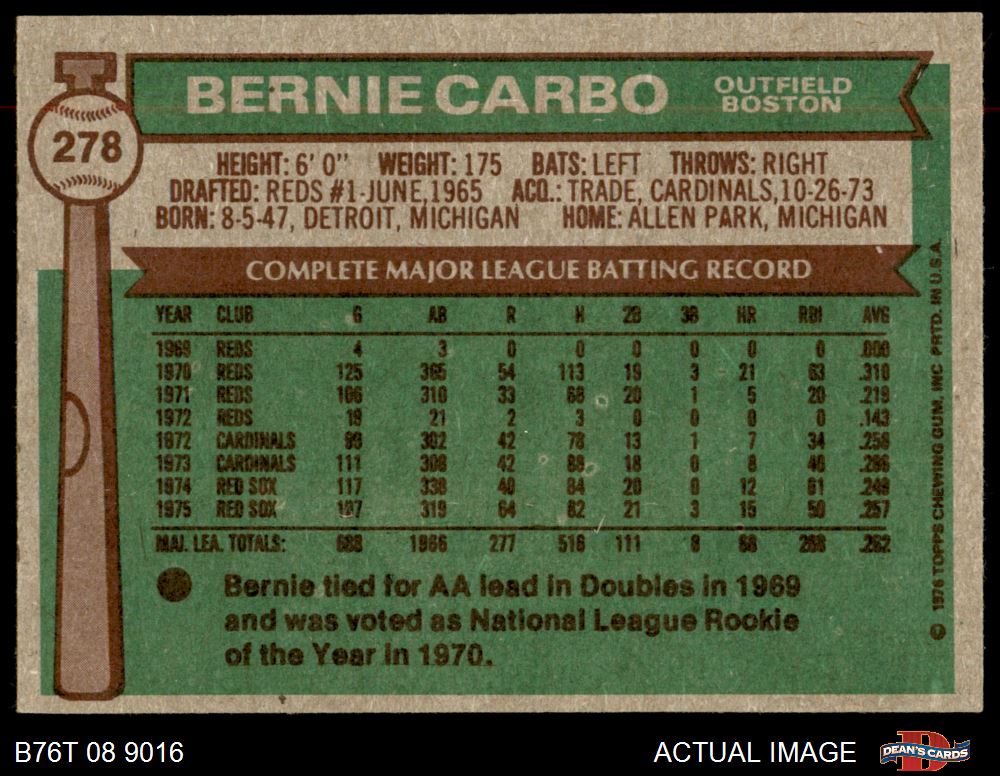 BERNIE CARBO
OUTFIELD
BOSTON
278
HEIGHT: 6' 0" WEIGHT: 175 BATS: LEFT THROWS: RIGHT
DRAFTED: REDS #1-JUNE, 1965 ACQ.: TRADE, CARDINALS, 10-26-73
BORN: 8-5-47, DETROIT, MICHIGAN HOME: ALLEN PARK, MICHIGAN
COMPLETE MAJOR LEAGUE BATTING RECORD
YEAR CLUB G AB R H 2B 3B HR RBI AVG
1969 REDS 4 3 0 0 0 0 0 0 .000
1970 REDS 125 365 54 113 19 3 21 63 .310
1971 REDS 106 310 33 68 20 1 5 20 .219
1972 REDS 19 21 2 3 0 0 0 0 .143
1972 CARDINALS 99 302 42 78 13 1 7 34 .258
1973 CARDINALS 111 308 42 88 18 0 8 40 .286
1974 RED SOX 117 338 40 84 20 0 12 61 .249
1975 RED SOX 107 319 64 82 21 3 15 50 .257
MAJ. LEA. TOTALS: 688 1966 277 516 111 8 68 268 .262
Bernie tied for AA lead in Doubles in 1969
and was voted as National League Rookie
of the Year in 1970.
© 1976 TOPPS CHEWING GUM, INC PRTD. IN U.S.A.
B76T 08 9016
ACTUAL IMAGE
DEAN'S CARDS